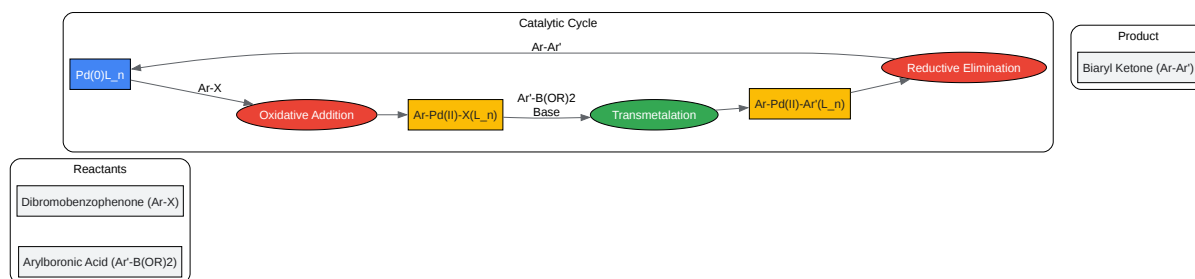 Catalytic Cycle
Ar-Ar'
Pd(0)L_n
Ar-X
Oxidative Addition
Ar-Pd(II)-X(L_n)
Ar'-B(OR)2
Base
Transmetalation
Ar-Pd(II)-Ar'(L_n)
Reductive Elimination
Product
Biaryl Ketone (Ar-Ar')
Reactants
Dibromobenzophenone (Ar-X)
Arylboronic Acid (Ar'-B(OR)2)